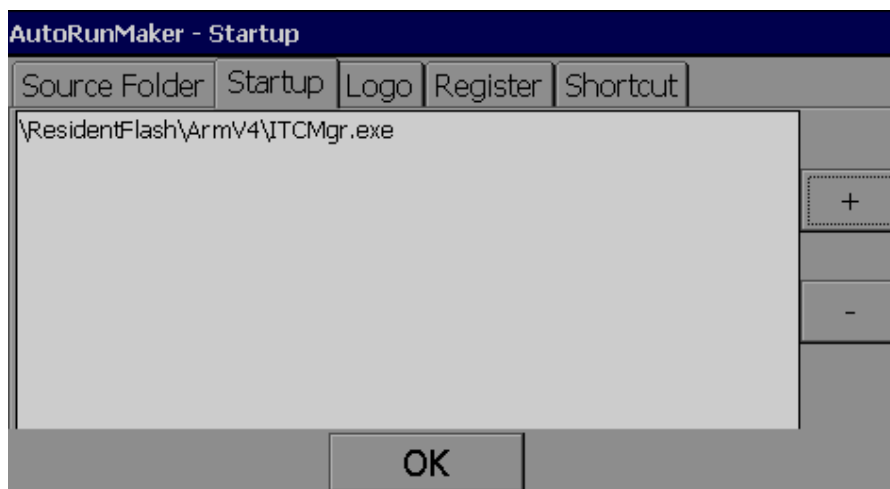 AutoRunMaker - Startup
Source Folder Startup Logo Register Shortcut
\ResidentFlash\ArmV4\ITCMgr.exe
+
-
OK